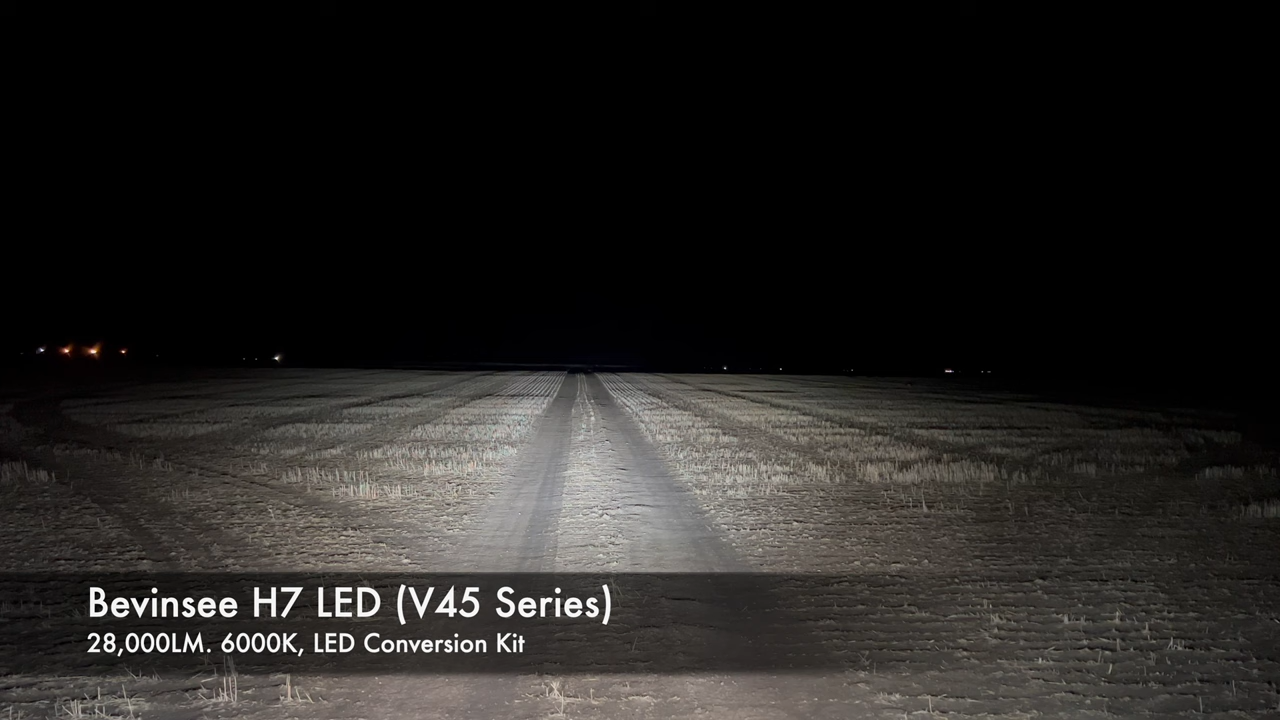 Bevinsee H7 LED (V45 Series)
28,000LM. 6000K, LED Conversion Kit